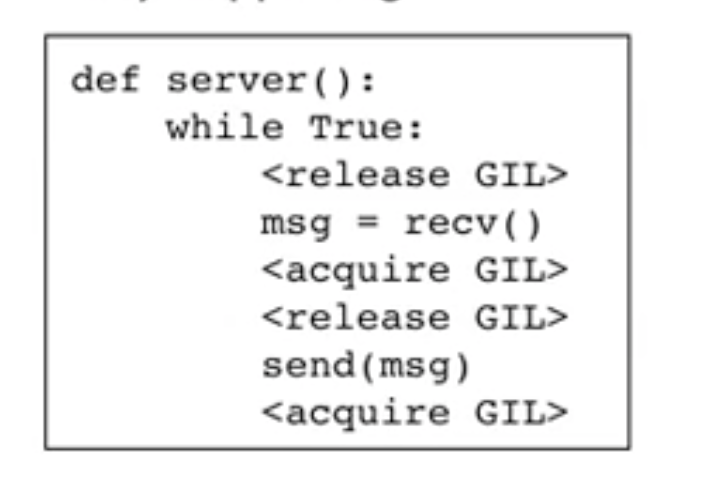 def server():
    while True:
        <release GIL>
        msg = recv()
        <acquire GIL>
        <release GIL>
        send(msg)
        <acquire GIL>